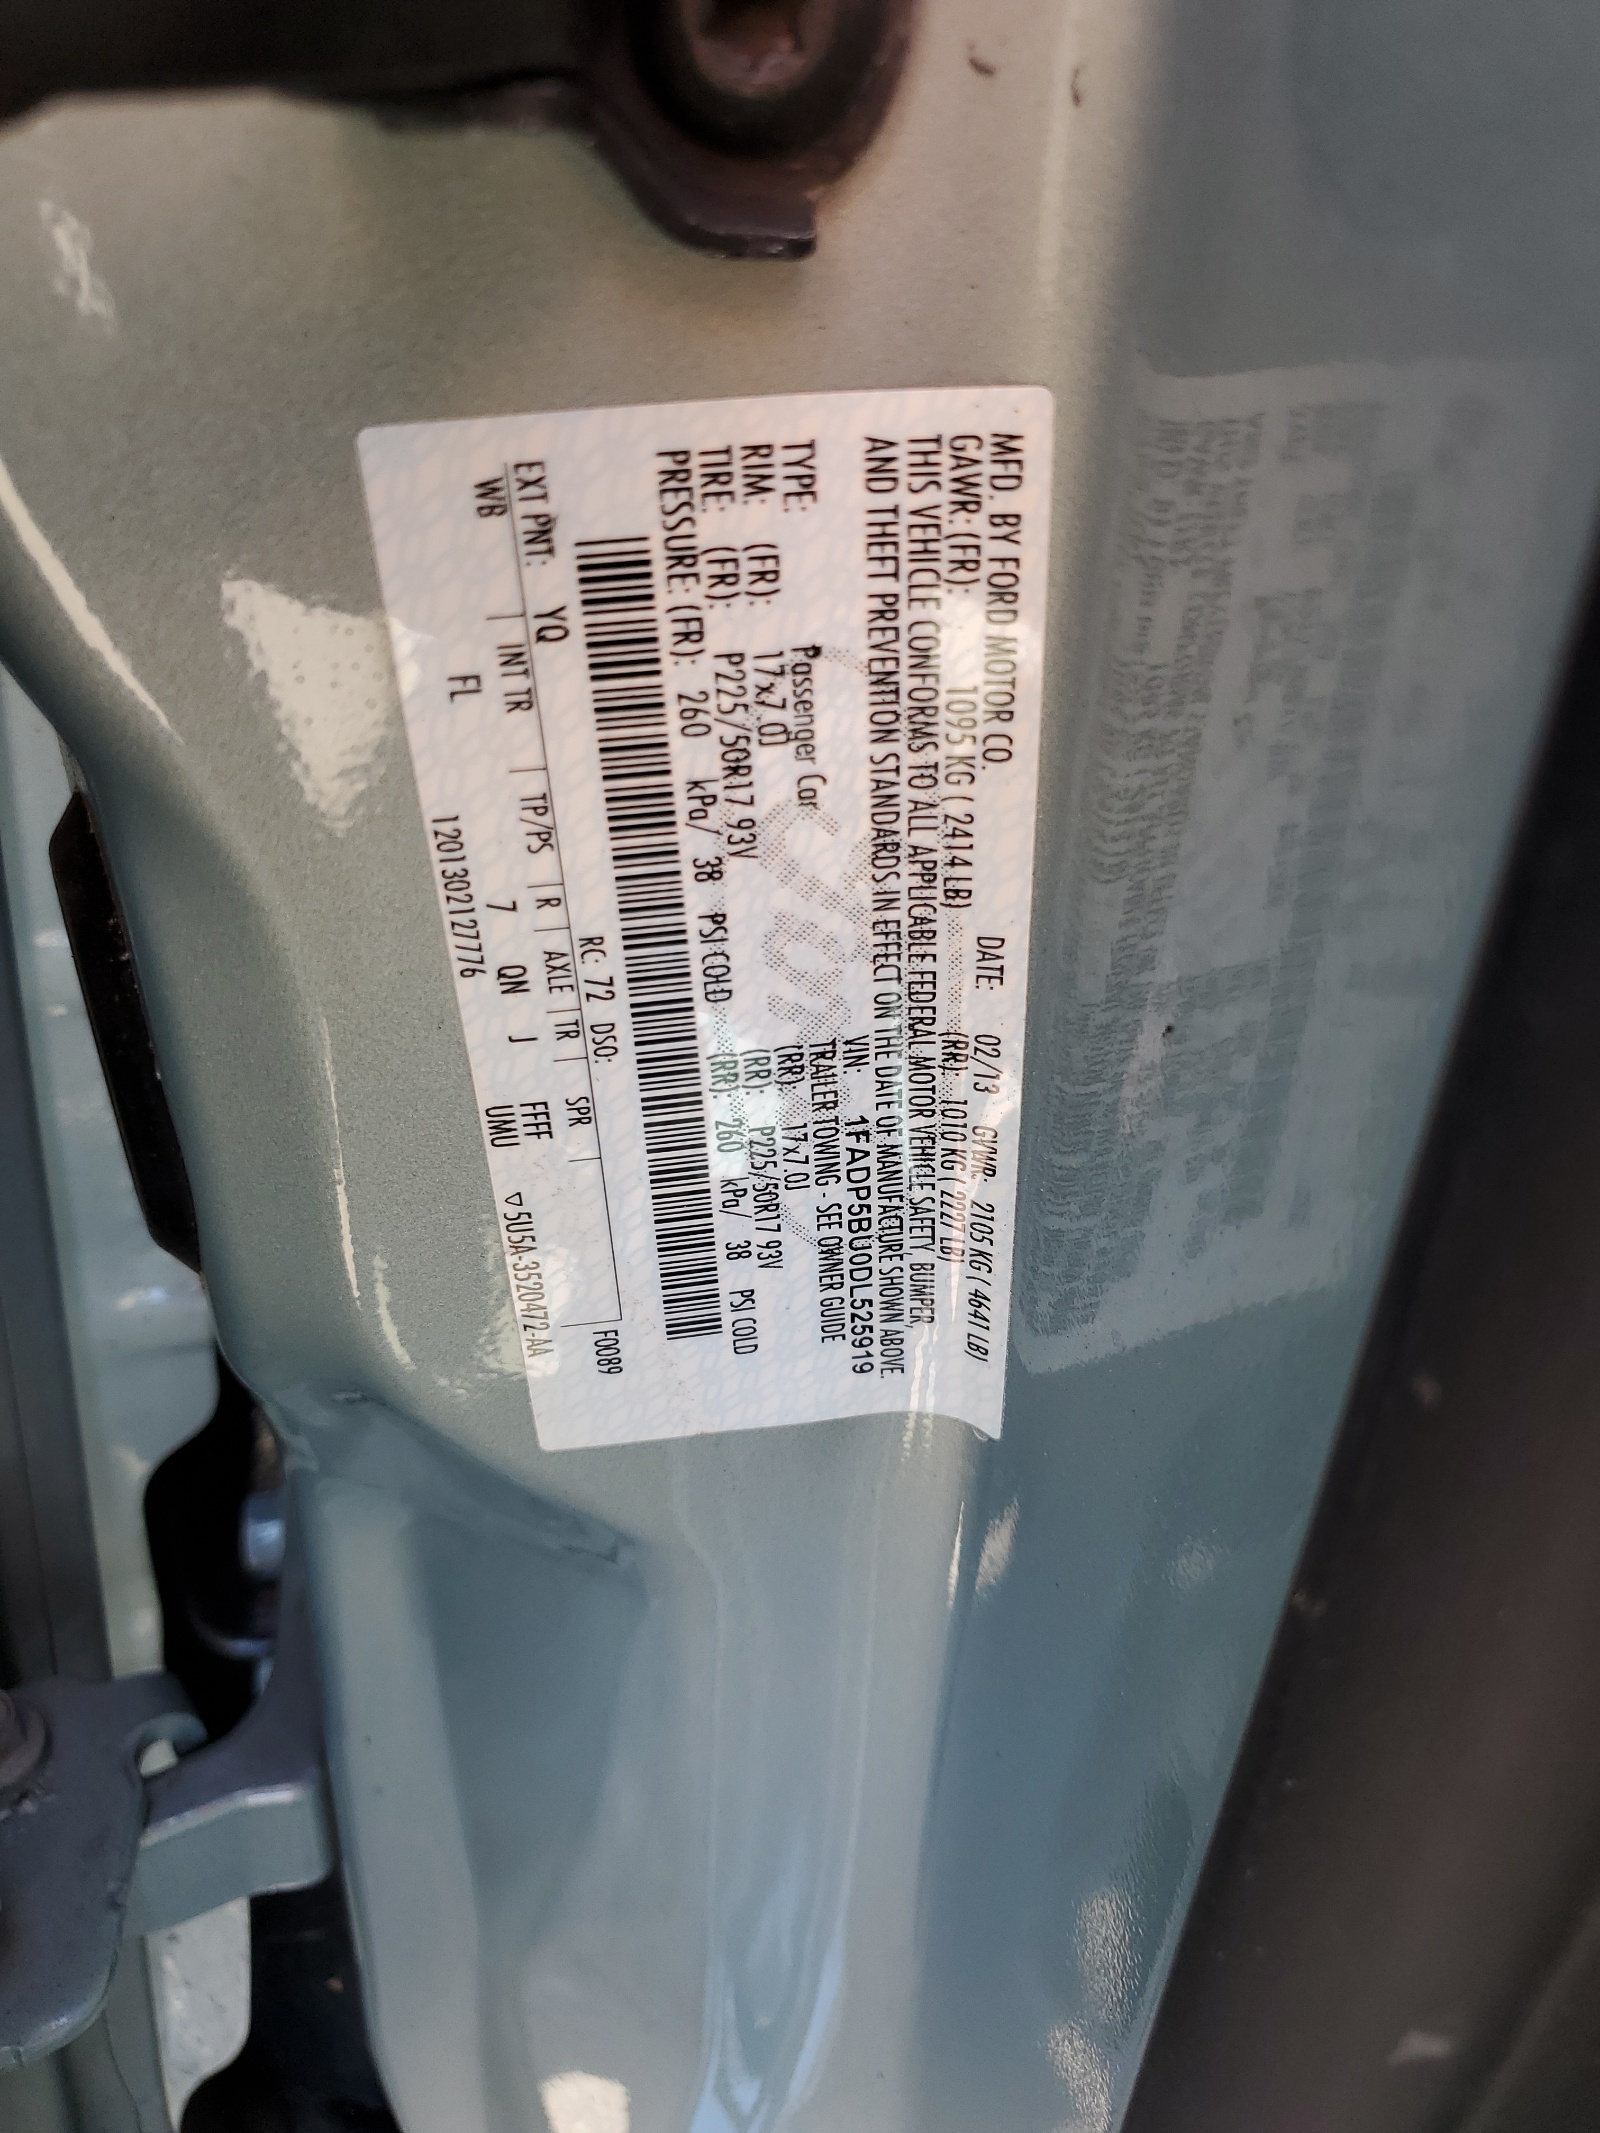 MFD. BY FORD MOTOR CO.
DATE: 02/13 GVWR: 2105 KG ( 4641 LB)
GAWR: (FR): 1095 KG ( 2414 LB) (RR): 1010 KG ( 2227 LB)
THIS VEHICLE CONFORMS TO ALL APPLICABLE FEDERAL MOTOR VEHICLE SAFETY, BUMPER,
AND THEFT PREVENTION STANDARDS IN EFFECT ON THE DATE OF MANUFACTURE SHOWN ABOVE.
VIN: 1FADP5BU0DL525919
TYPE: Passenger Car TRAILER TOWING - SEE OWNER GUIDE
RIM: (FR): 17x7.0J (RR): 17x7.0J
TIRE: (FR): P225/50R17 93V (RR): P225/50R17 93V
PRESSURE: (FR): 260 kPa/ 38 PSI COLD (RR): 260 kPa/ 38 PSI COLD
F0089
RC: 72 DSO:
EXT PNT: YQ
WB | INT TR | TP/PS | R | AXLE | TR | SPR |
FL 7 QN J FFFF
UMU
120130212​7776 ▽5U5A-3520472-AA